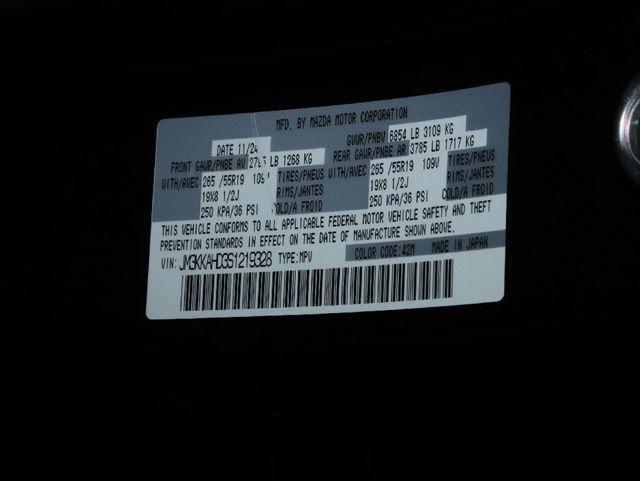 MFD. BY MAZDA MOTOR CORPORATION
DATE 11/24 GVWR/PNBV 6854 LB 3109 KG
FRONT GAWR/PNBE AV LB 1268 KG REAR GAWR/PNBE AR 3785 LB 1717 KG
WITH/AVEC 265 /55R19 109V TIRES/PNEUS WITH/AVEC 265 /55R19 109V TIRES/PNEUS
19X8 1/2J RIMS/JANTES 19X8 1/2J RIMS/JANTES
250 KPA/36 PSI COLD/A FROID 250 KPA/36 PSI COLD/A FROID
THIS VEHICLE CONFORMS TO ALL APPLICABLE FEDERAL MOTOR VEHICLE SAFETY AND THEFT
PREVENTION STANDARDS IN EFFECT ON THE DATE OF MANUFACTURE SHOWN ABOVE.
VIN: JM3KKAHD3S1219328 TYPE:MPV COLOR CODE:42M MADE IN JAPAN